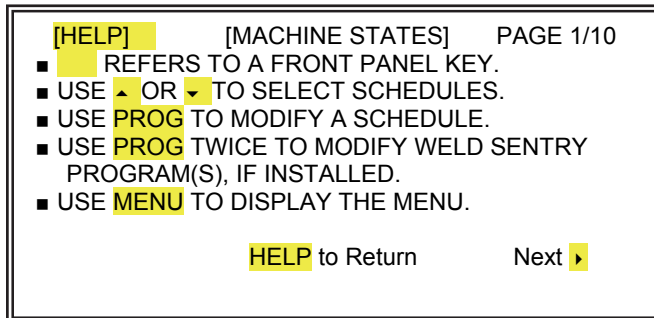 [HELP] [MACHINE STATES] PAGE 1/10
■ REFERS TO A FRONT PANEL KEY.
■ USE ▲ OR ▼ TO SELECT SCHEDULES.
■ USE PROG TO MODIFY A SCHEDULE.
■ USE PROG TWICE TO MODIFY WELD SENTRY
PROGRAM(S), IF INSTALLED.
■ USE MENU TO DISPLAY THE MENU.
HELP to Return Next ▸